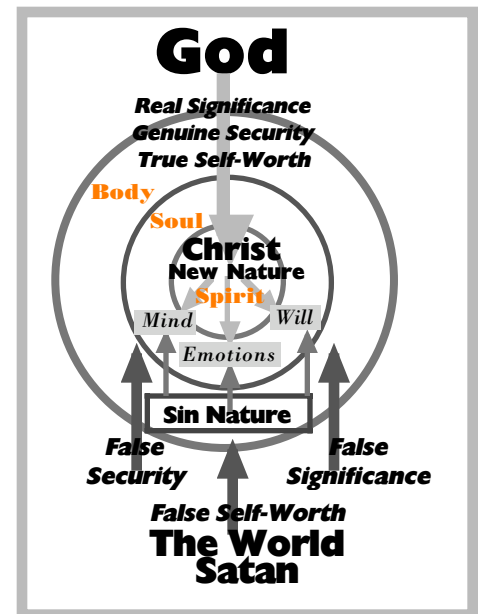 God
Real Significance
Genuine Security
True Self-Worth
Body
Soul
Christ
New Nature
Spirit
Mind
Will
Emotions
Sin Nature
False
Security
False
Significance
False Self-Worth
The World
Satan